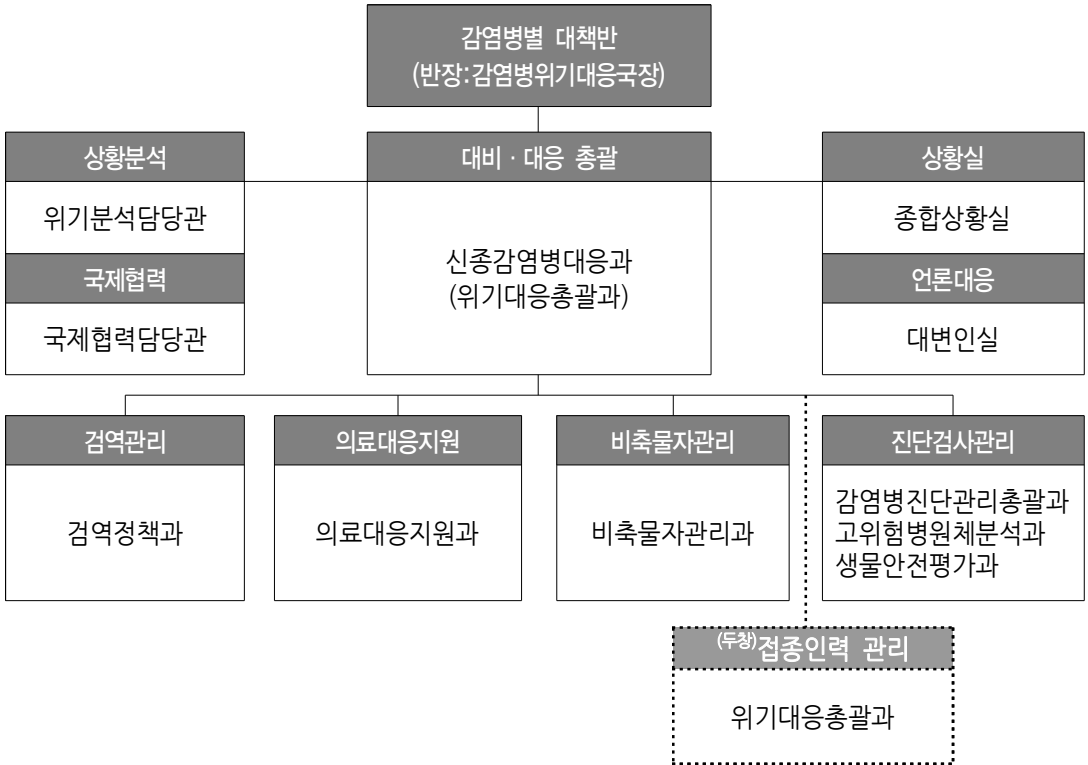 감염병별 대책반
(반장:감염병위기대응국장)
상황분석
대비 · 대응 총괄
상황실
위기분석담당관
신종감염병대응과
(위기대응총괄과)
종합상황실
국제협력
언론대응
국제협력담당관
대변인실
검역관리
의료대응지원
비축물자관리
진단검사관리
검역정책과
의료대응지원과
비축물자관리과
감염병진단관리총괄과
고위험병원체분석과
생물안전평가과
(두창)접종인력 관리
위기대응총괄과